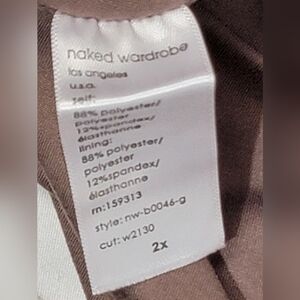 naked wardrobe
los angeles
u.s.a.
self:
88% polyester/
polyester
12%spandex/
élasthanne
lining:
88% polyester/
polyester
12%spandex/
élasthanne
rn:159313
style: nw-b0046-g
cut: w2130
2x